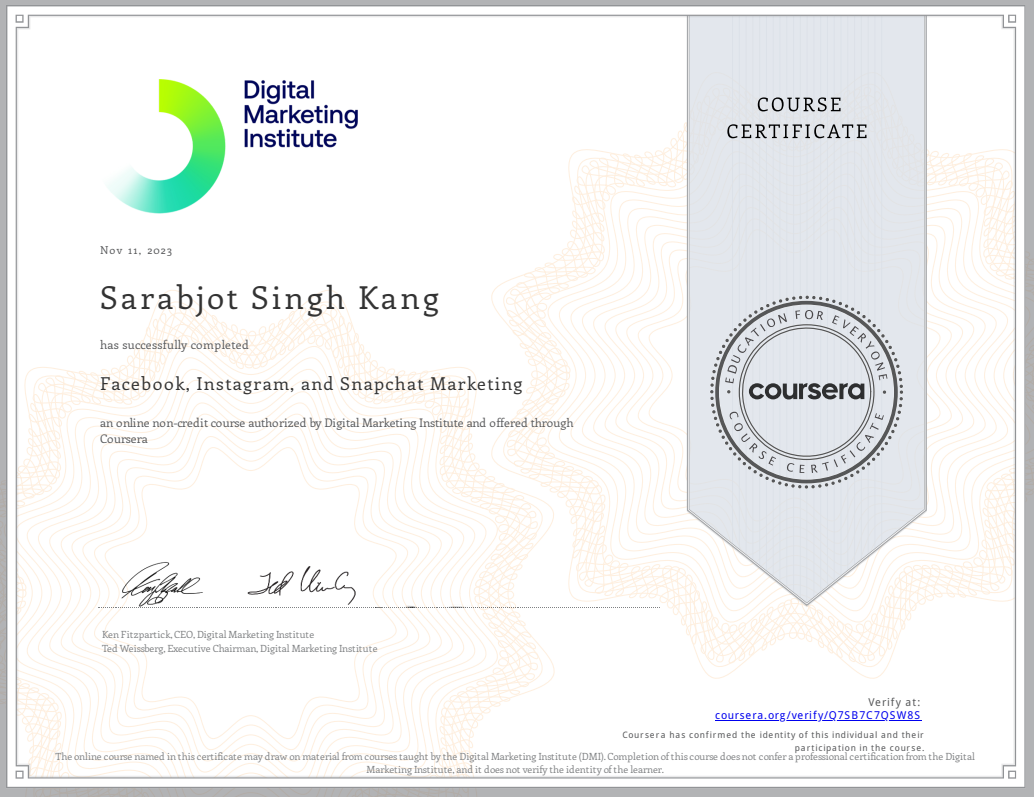 Digital
Marketing
Institute
COURSE
CERTIFICATE
Nov 11, 2023
Sarabjot Singh Kang
has successfully completed
Facebook, Instagram, and Snapchat Marketing
an online non-credit course authorized by Digital Marketing Institute and offered through
Coursera
EDUCATION FOR EVERYONE
coursera
COURSE CERTIFICATE
Ken Fitzpartick, CEO, Digital Marketing Institute
Ted Weissberg, Executive Chairman, Digital Marketing Institute
Verify at:
coursera.org/verify/Q7SB7C7QSW8S
Coursera has confirmed the identity of this individual and their
participation in the course.
The online course named in this certificate may draw on material from courses taught by the Digital Marketing Institute (DMI). Completion of this course does not confer a professional certification from the Digital
Marketing Institute, and it does not verify the identity of the learner.